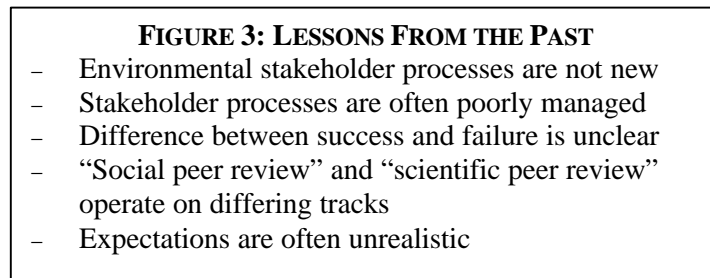 FIGURE 3: LESSONS FROM THE PAST
– Environmental stakeholder processes are not new
– Stakeholder processes are often poorly managed
– Difference between success and failure is unclear
– “Social peer review” and “scientific peer review”
operate on differing tracks
– Expectations are often unrealistic